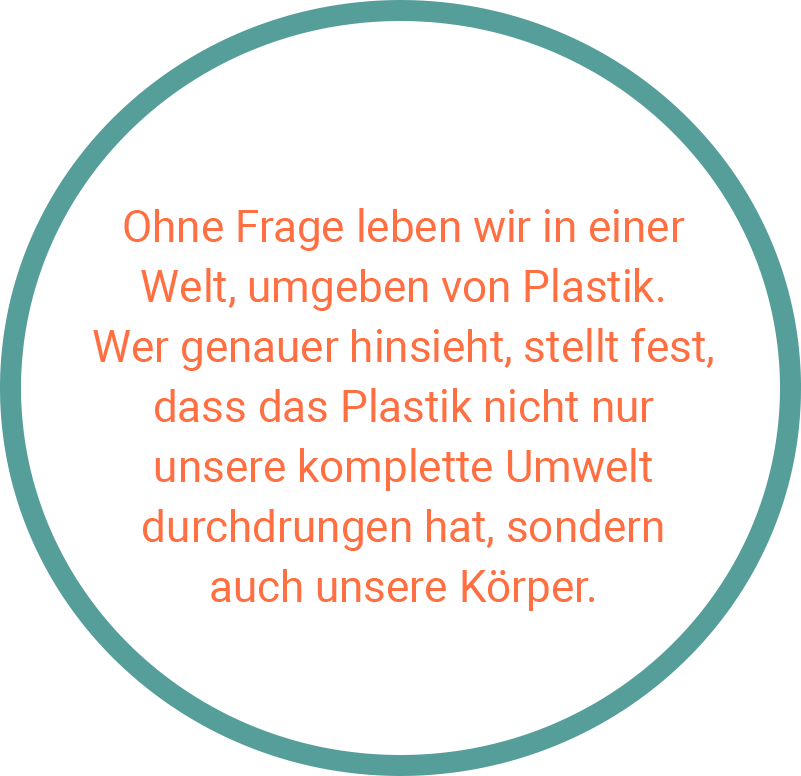 Ohne Frage leben wir in einer
Welt, umgeben von Plastik.
Wer genauer hinsieht, stellt fest,
dass das Plastik nicht nur
unsere komplette Umwelt
durchdrungen hat, sondern
auch unsere Körper.